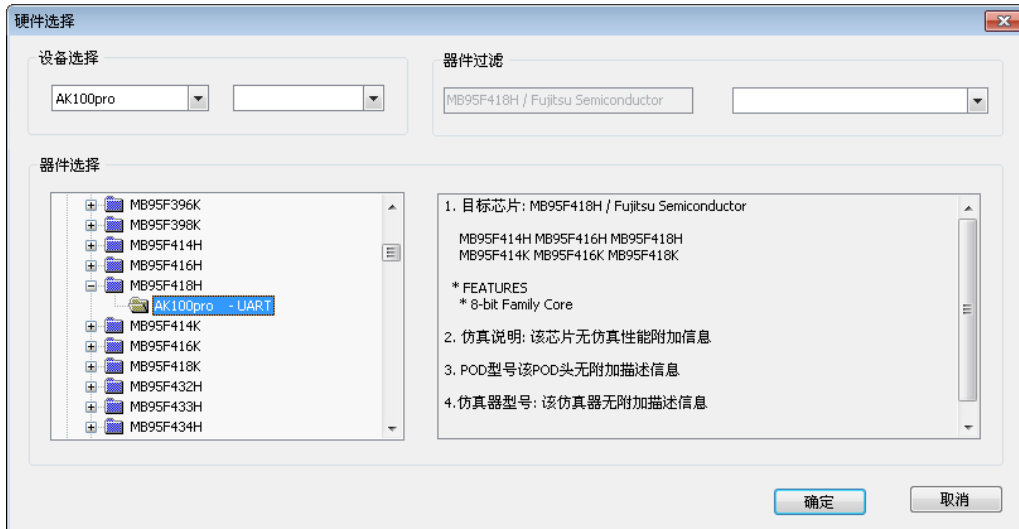 硬件选择
设备选择
AK100pro
器件过滤
MB95F418H / Fujitsu Semiconductor
器件选择
MB95F396K
MB95F398K
MB95F414H
MB95F416H
MB95F418H
AK100pro - UART
MB95F414K
MB95F416K
MB95F418K
MB95F432H
MB95F433H
MB95F434H
1. 目标芯片: MB95F418H / Fujitsu Semiconductor
MB95F414H MB95F416H MB95F418H
MB95F414K MB95F416K MB95F418K
* FEATURES
* 8-bit Family Core
2. 仿真说明: 该芯片无仿真性能附加信息
3. POD型号该POD头无附加描述信息
4.仿真器型号: 该仿真器无附加描述信息
确定
取消